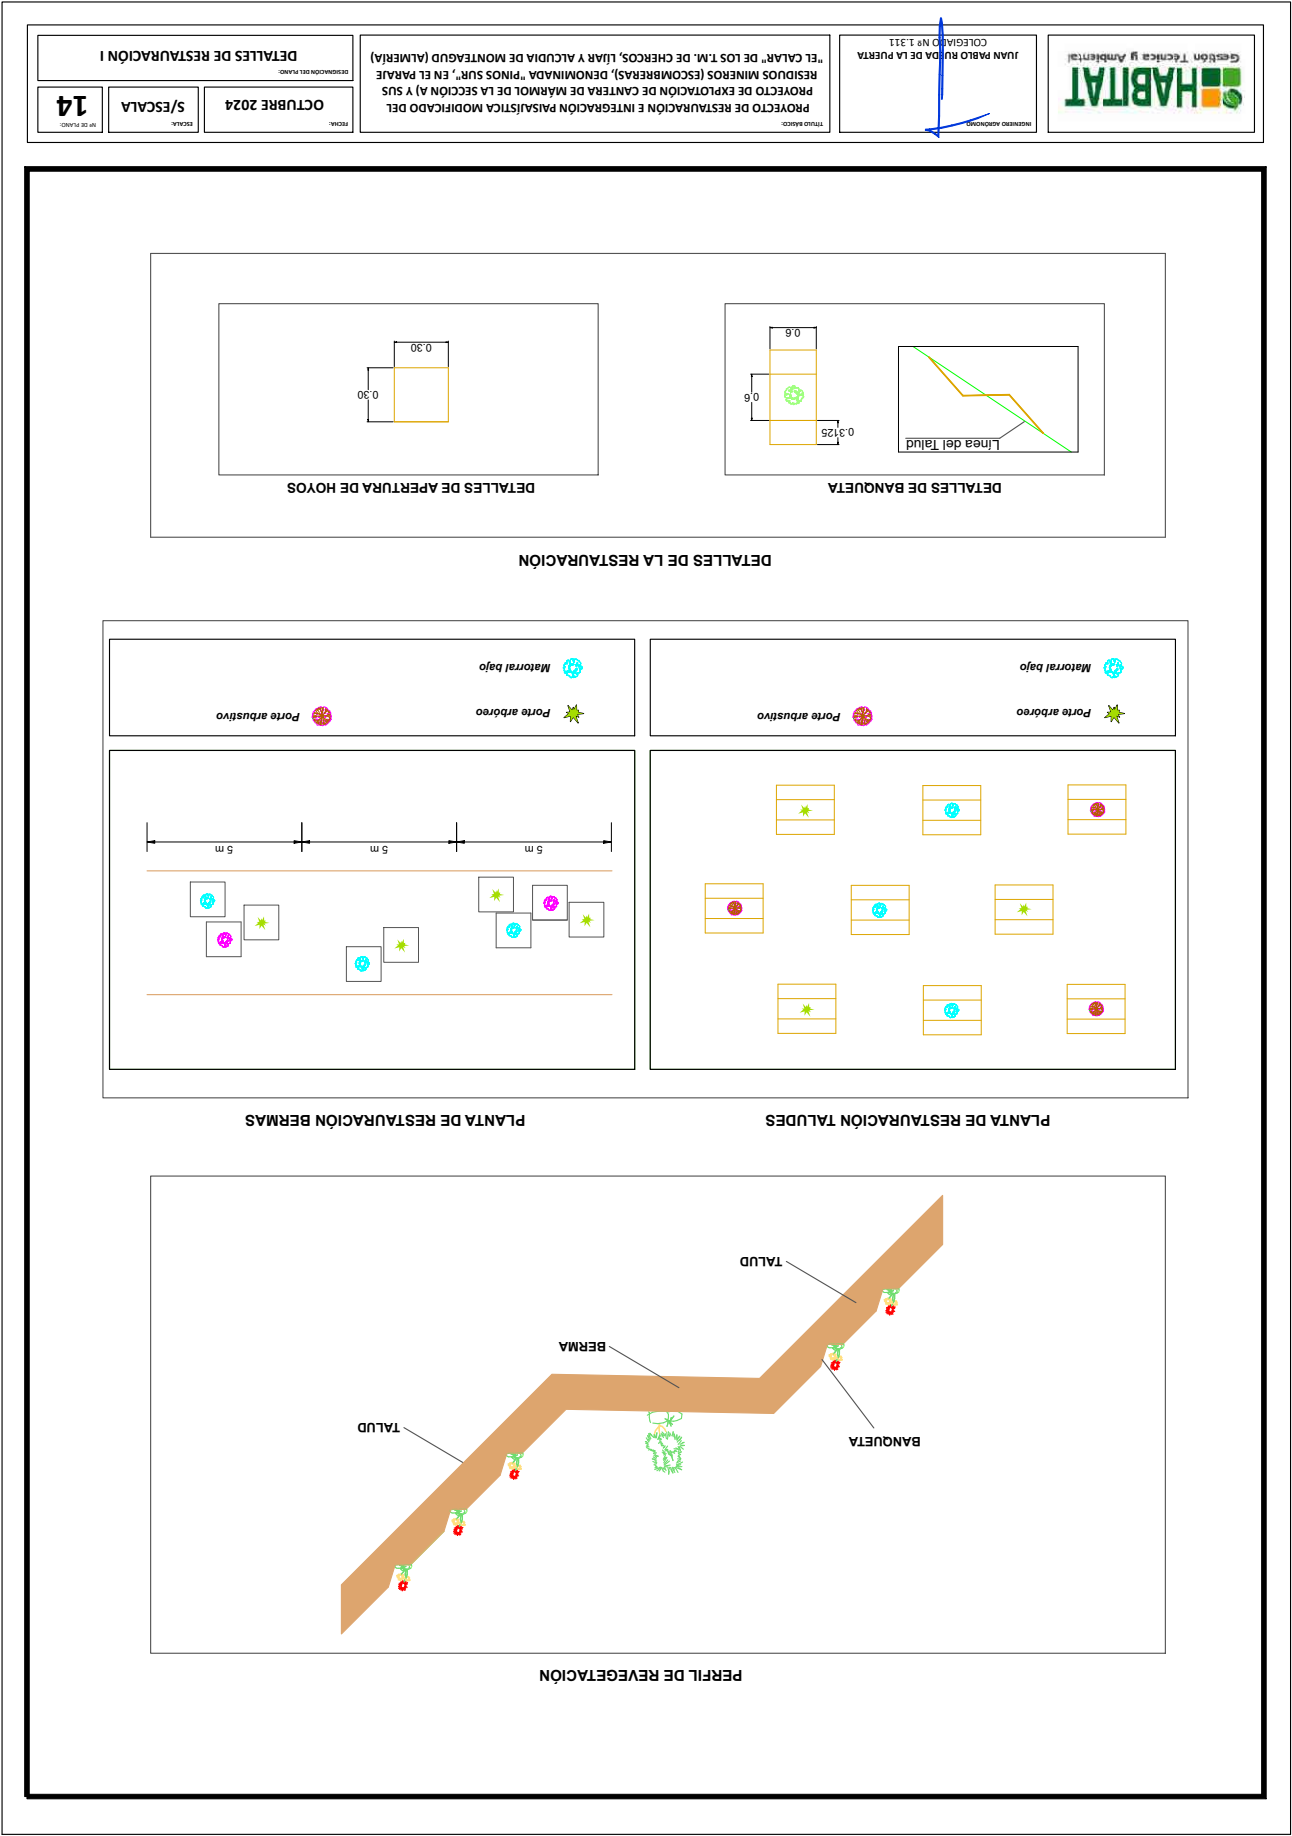 PERFIL DE REVEGETACIÓN
TALUD
BANQUETA
BERMA
TALUD
PLANTA DE RESTAURACIÓN TALUDES
PLANTA DE RESTAURACIÓN BERMAS
5 m
5 m
5 m
Porte arbóreo
Porte arbustivo
Matorral bajo
Porte arbóreo
Porte arbustivo
Matorral bajo
DETALLES DE LA RESTAURACIÓN
DETALLES DE BANQUETA
DETALLES DE APERTURA DE HOYOS
Línea del Talud
0.3125
0.6
0.6
0.30
0.30
HABITAT
Gestión Técnica y Ambiental
INGENIERO AGRÓNOMO
JUAN PABLO RUEDA DE LA PUERTA
COLEGIADO Nº 1.311
TÍTULO BÁSICO:
PROYECTO DE RESTAURACIÓN E INTEGRACIÓN PAISAJÍSTICA MODIFICADO DEL
PROYECTO DE EXPLOTACIÓN DE CANTERA DE MÁRMOL DE LA SECCIÓN A) Y SUS
RESIDUOS MINEROS (ESCOMBRERAS), DENOMINADA "PINOS SUR", EN EL PARAJE
"EL CALAR" DE LOS T.M. DE CHERCOS, LÍJAR Y ALCUDIA DE MONTEAGUD (ALMERÍA)
FECHA:
OCTUBRE 2024
ESCALA:
S/ESCALA
Nº DE PLANO:
14
DESIGNACIÓN DEL PLANO:
DETALLES DE RESTAURACIÓN I